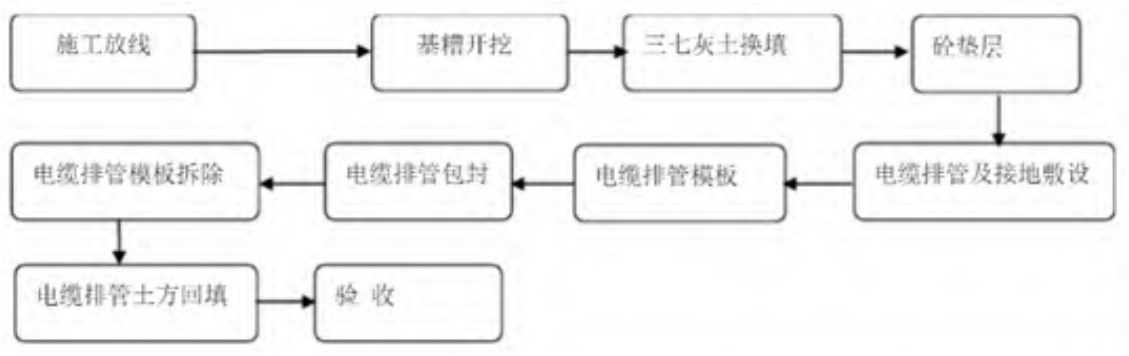 施工放线
基糟开挖
三七灰土换填
砼垫层
电缆排管及接地敷设
电缆排管模板
电缆排管包封
电缆排管模板拆除
电缆排管土方回填
验 收